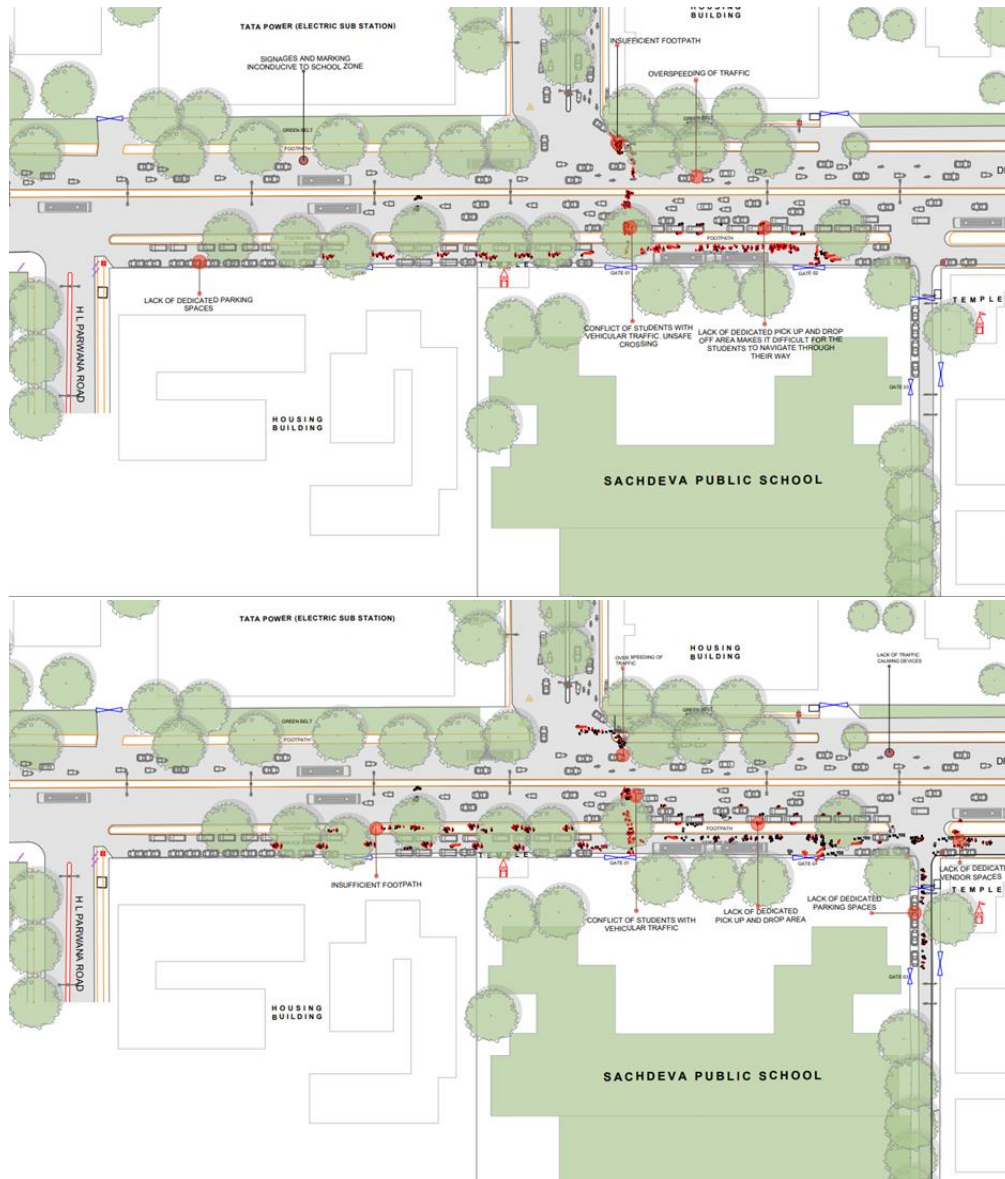 HOUSING
BUILDING
TATA POWER (ELECTRIC SUB STATION)
INSUFFICIENT FOOTPATH
SIGNAGES AND MARKING
INCONDUCIVE TO SCHOOL ZONE
OVERSPEEDING OF TRAFFIC
GREEN BELT
GREEN BELT
FOOTPATH
FOOTPATH
FOOTPATH
GATE 01
GATE 02
LACK OF DEDICATED PARKING
SPACES
H L PARWANA ROAD
CONFLICT OF STUDENTS WITH
VEHICULAR TRAFFIC. UNSAFE
CROSSING
LACK OF DEDICATED PICK UP AND DROP
OFF AREA MAKES IT DIFFICULT FOR THE
STUDENTS TO NAVIGATE THROUGH
THEIR WAY
TEMPLE
GATE 03
HOUSING
BUILDING
SACHDEVA PUBLIC SCHOOL
TATA POWER (ELECTRIC SUB STATION)
HOUSING
BUILDING
OVER SPEEDING OF
TRAFFIC
LACK OF TRAFFIC
CALMING DEVICES
GREEN BELT
GREEN BELT
FOOTPATH
FOOTPATH
FOOTPATH
GATE 01
INSUFFICIENT FOOTPATH
H L PARWANA ROAD
CONFLICT OF STUDENTS WITH
VEHICULAR TRAFFIC
LACK OF DEDICATED
PICK UP AND DROP AREA
LACK OF DEDICATED
PARKING SPACES
LACK OF DEDICATE
VENDOR SPACES
TEMPLE
GATE 03
HOUSING
BUILDING
SACHDEVA PUBLIC SCHOOL